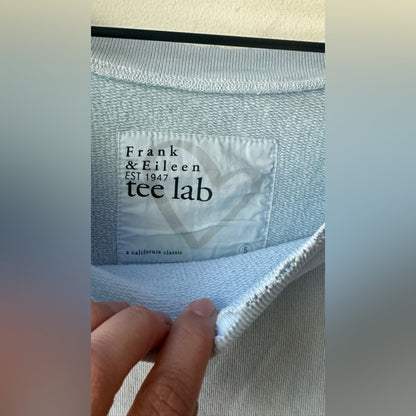 Frank
& Eileen
EST 1947
tee lab
a california classic
S